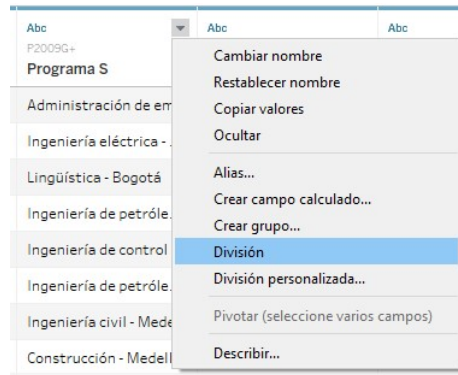 Abc
Abc
Abc
P2009G+
Programa S
Administración de em
Ingeniería eléctrica -
Lingüística - Bogotá
Ingeniería de petróle.
Ingeniería de control
Ingeniería de petróle.
Ingeniería civil - Mede
Construcción - Medell
Cambiar nombre
Restablecer nombre
Copiar valores
Ocultar
Alias...
Crear campo calculado...
Crear grupo...
División
División personalizada...
Pivotar (seleccione varios campos)
Describir...